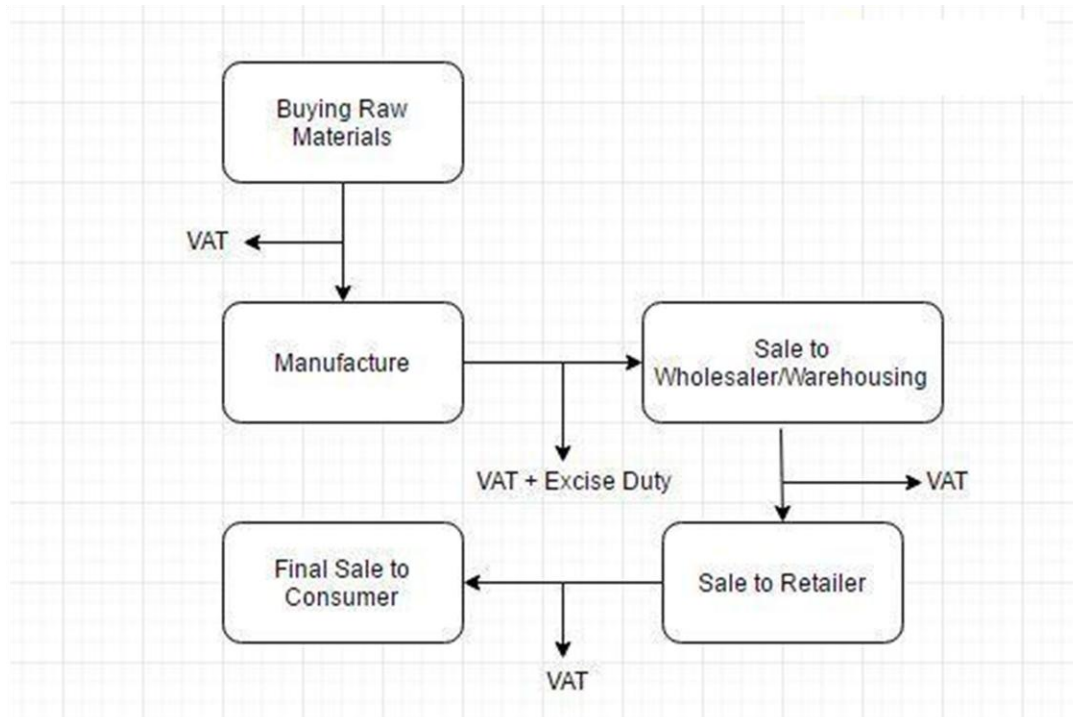 Buying Raw
Materials
VAT
Manufacture
Sale to
Wholesaler/Warehousing
VAT + Excise Duty
VAT
Final Sale to
Consumer
Sale to Retailer
VAT